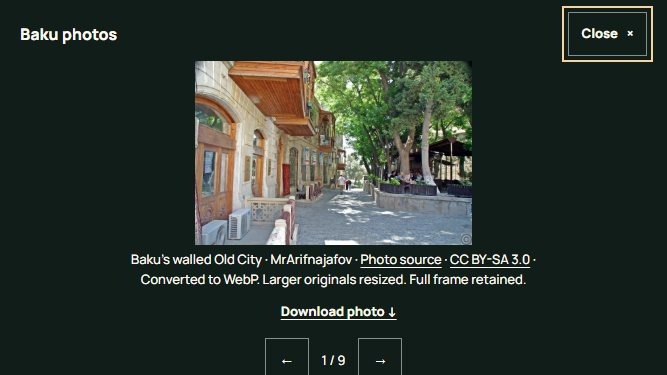 Baku photos
Close ×
Baku's walled Old City · MrArifnajafov · Photo source · CC BY-SA 3.0 ·
Converted to WebP. Larger originals resized. Full frame retained.
Download photo ↓
← 1 / 9 →